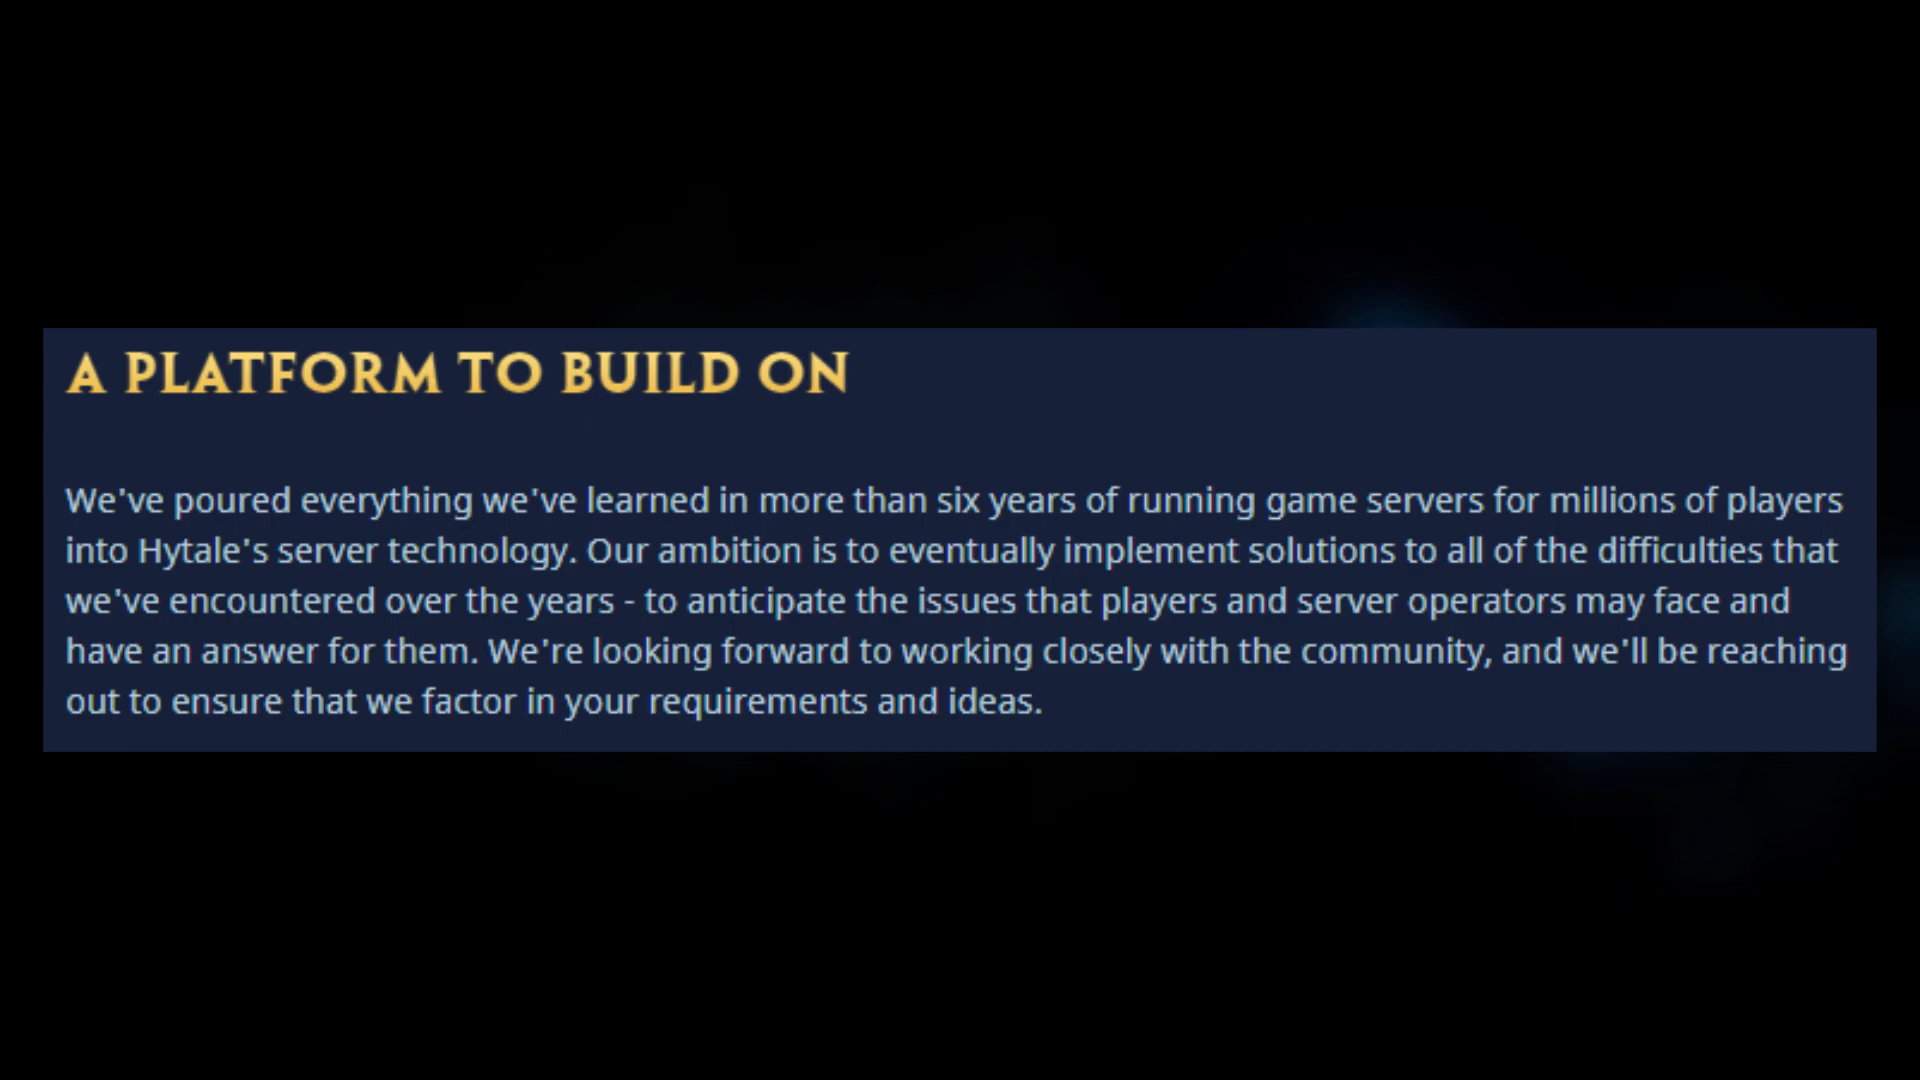 A PLATFORM TO BUILD ON
We've poured everything we've learned in more than six years of running game servers for millions of players
into Hytale's server technology. Our ambition is to eventually implement solutions to all of the difficulties that
we've encountered over the years - to anticipate the issues that players and server operators may face and
have an answer for them. We're looking forward to working closely with the community, and we'll be reaching
out to ensure that we factor in your requirements and ideas.